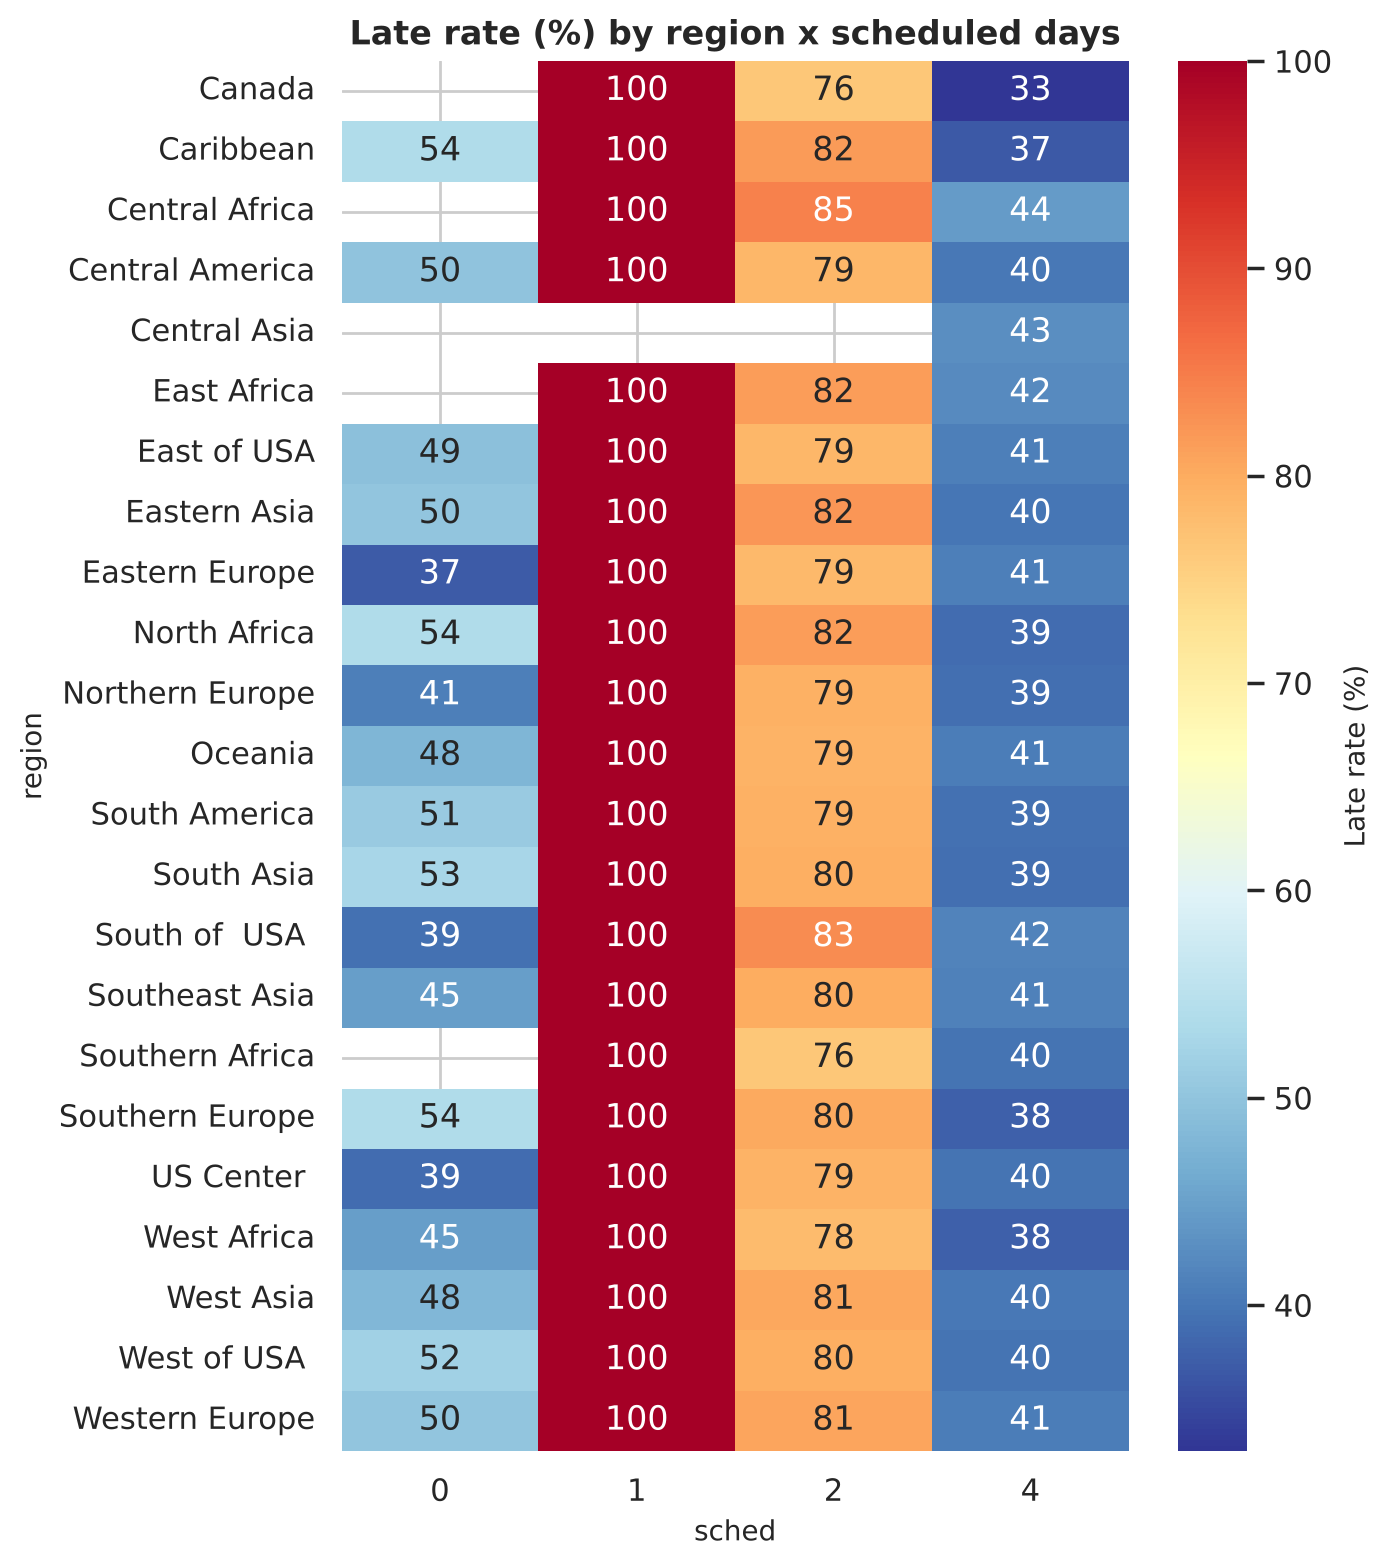 Late rate (%) by region x scheduled days
Canada 100 76 33
Caribbean 54 100 82 37
Central Africa 100 85 44
Central America 50 100 79 40
Central Asia 43
East Africa 100 82 42
East of USA 49 100 79 41
Eastern Asia 50 100 82 40
Eastern Europe 37 100 79 41
North Africa 54 100 82 39
Northern Europe 41 100 79 39
Oceania 48 100 79 41
South America 51 100 79 39
South Asia 53 100 80 39
South of  USA 39 100 83 42
Southeast Asia 45 100 80 41
Southern Africa 100 76 40
Southern Europe 54 100 80 38
US Center 39 100 79 40
West Africa 45 100 78 38
West Asia 48 100 81 40
West of USA 52 100 80 40
Western Europe 50 100 81 41
0 1 2 4
sched
region
100
90
80
70
60
50
40
Late rate (%)